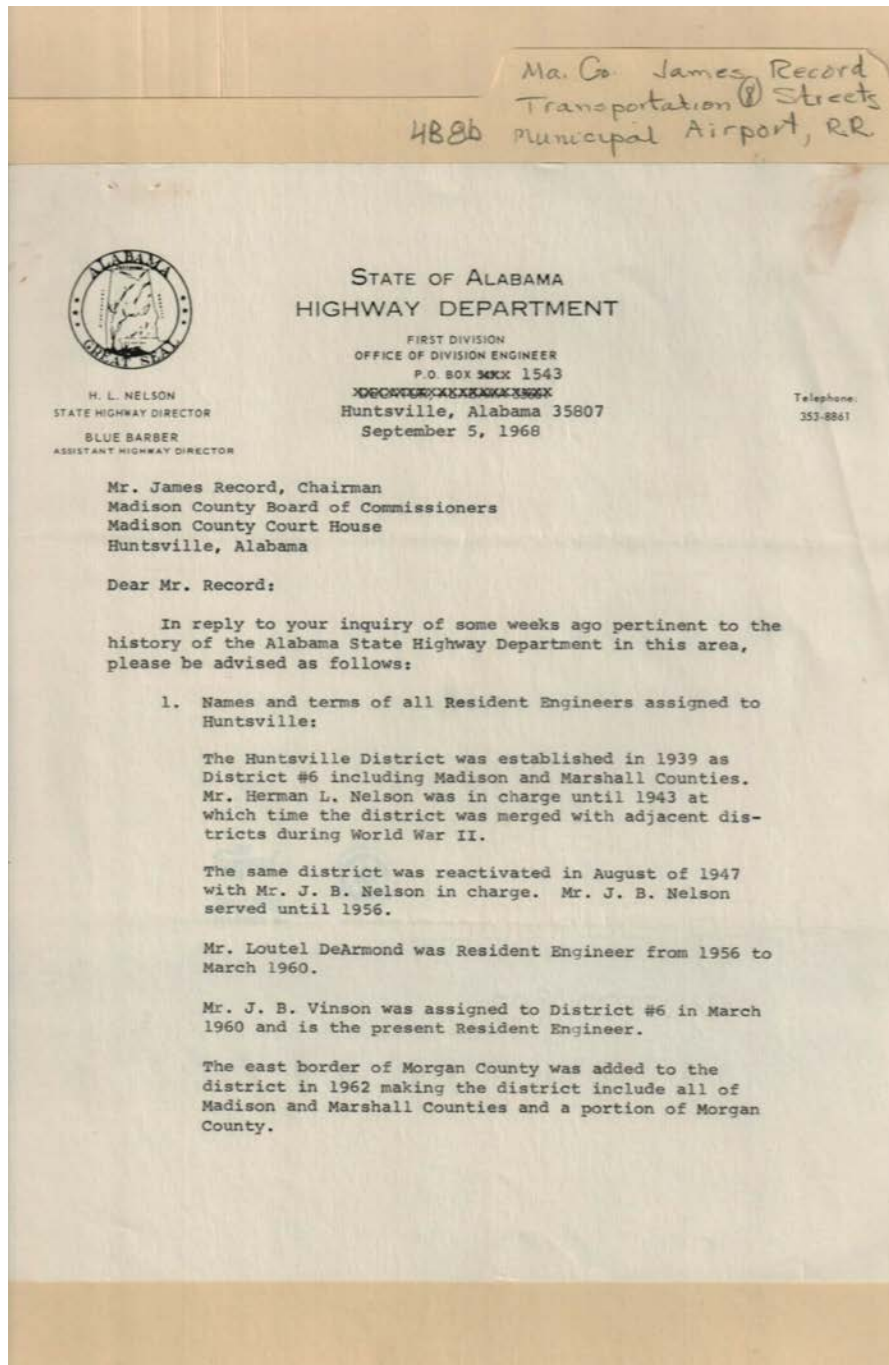 Ma. Co. James Record
Transportation (8) Streets
4B8b Municipal Airport, RR
ALABAMA
GREAT SEAL
STATE OF ALABAMA
HIGHWAY DEPARTMENT
FIRST DIVISION
OFFICE OF DIVISION ENGINEER
P.O. BOX 1543
Huntsville, Alabama 35807
September 5, 1968
H. L. NELSON
STATE HIGHWAY DIRECTOR
BLUE BARBER
ASSISTANT HIGHWAY DIRECTOR
Telephone:
353-8861
Mr. James Record, Chairman
Madison County Board of Commissioners
Madison County Court House
Huntsville, Alabama
Dear Mr. Record:
In reply to your inquiry of some weeks ago pertinent to the
history of the Alabama State Highway Department in this area,
please be advised as follows:
1. Names and terms of all Resident Engineers assigned to
Huntsville:
The Huntsville District was established in 1939 as
District #6 including Madison and Marshall Counties.
Mr. Herman L. Nelson was in charge until 1943 at
which time the district was merged with adjacent dis-
tricts during World War II.
The same district was reactivated in August of 1947
with Mr. J. B. Nelson in charge. Mr. J. B. Nelson
served until 1956.
Mr. Loutel DeArmond was Resident Engineer from 1956 to
March 1960.
Mr. J. B. Vinson was assigned to District #6 in March
1960 and is the present Resident Engineer.
The east border of Morgan County was added to the
district in 1962 making the district include all of
Madison and Marshall Counties and a portion of Morgan
County.